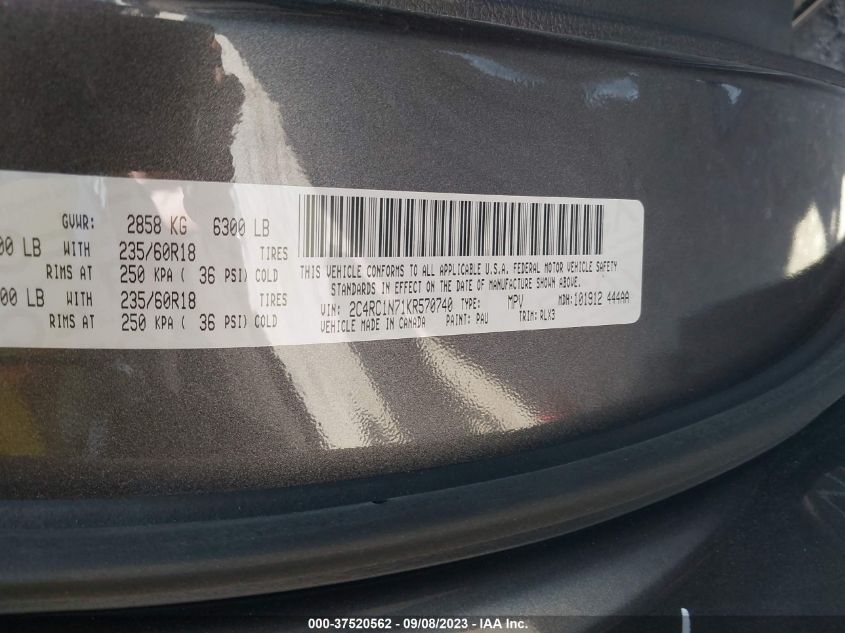 GVWR: 2858 KG 6300 LB
00 LB WITH 235/60R18 TIRES
RIMS AT 250 KPA ( 36 PSI) COLD
00 LB WITH 235/60R18 TIRES
RIMS AT 250 KPA ( 36 PSI) COLD
THIS VEHICLE CONFORMS TO ALL APPLICABLE U.S.A. FEDERAL MOTOR VEHICLE SAFETY
STANDARDS IN EFFECT ON THE DATE OF MANUFACTURE SHOWN ABOVE.
VIN: 2C4RC1N71KR570740 TYPE: MPV MDH: 101912 444AA
VEHICLE MADE IN CANADA PAINT: PAU TRIM: RLX3
000-37520562 - 09/08/2023 - © IAA Inc.